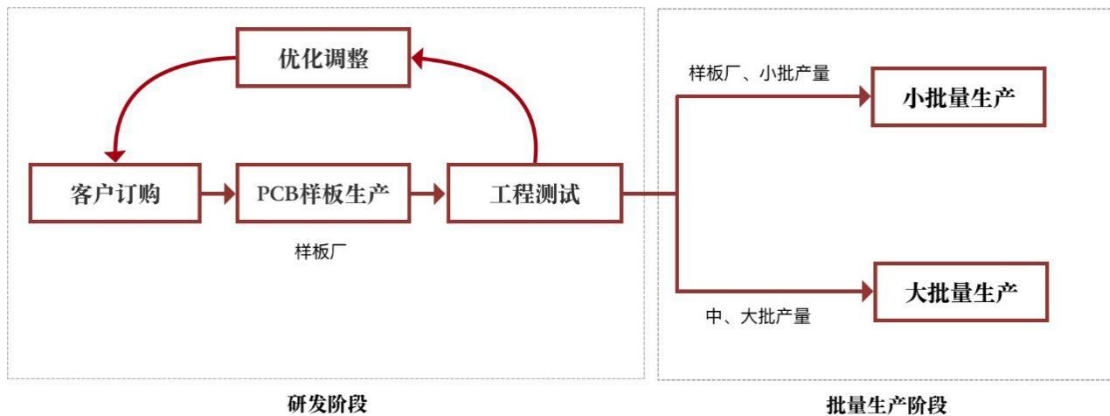 优化调整
客户订购
PCB样板生产
工程测试
样板厂
样板厂、小批产量
小批量生产
中、大批产量
大批量生产
研发阶段
批量生产阶段